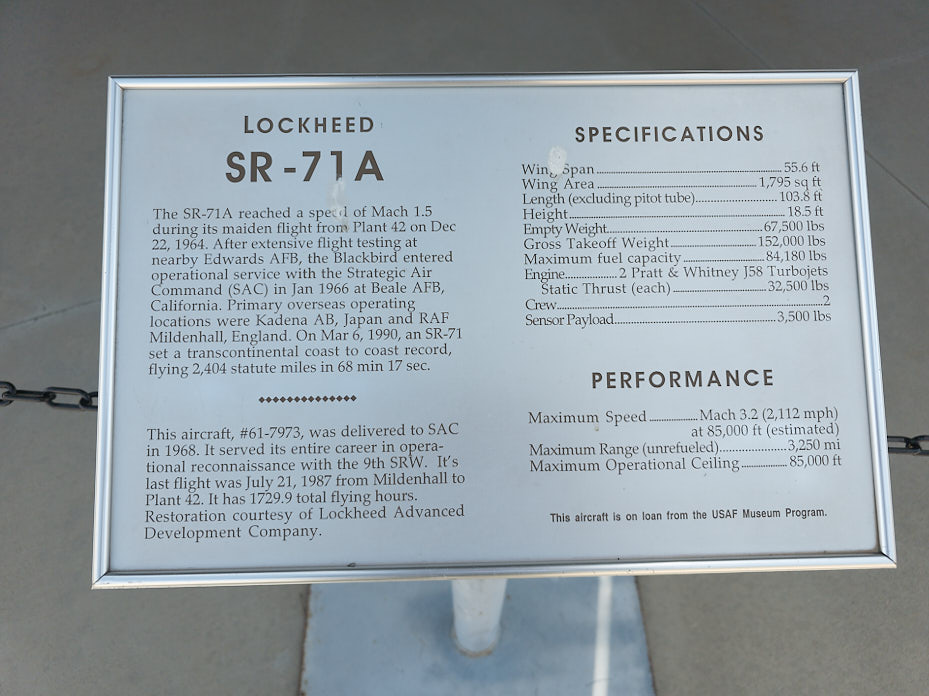 LOCKHEED
SR-71A
The SR-71A reached a speed of Mach 1.5
during its maiden flight from Plant 42 on Dec
22, 1964. After extensive flight testing at
nearby Edwards AFB, the Blackbird entered
operational service with the Strategic Air
Command (SAC) in Jan 1966 at Beale AFB,
California. Primary overseas operating
locations were Kadena AB, Japan and RAF
Mildenhall, England. On Mar 6, 1990, an SR-71
set a transcontinental coast to coast record,
flying 2,404 statute miles in 68 min 17 sec.
This aircraft, #61-7973, was delivered to SAC
in 1968. It served its entire career in opera-
tional reconnaissance with the 9th SRW. It's
last flight was July 21, 1987 from Mildenhall to
Plant 42. It has 1729.9 total flying hours.
Restoration courtesy of Lockheed Advanced
Development Company.
SPECIFICATIONS
Wing Span ........ 55.6 ft
Wing Area ........ 1,795 sq ft
Length (excluding pitot tube) ........ 103.8 ft
Height ........ 18.5 ft
Empty Weight ........ 67,500 lbs
Gross Takeoff Weight ........ 152,000 lbs
Maximum fuel capacity ........ 84,180 lbs
Engine ........ 2 Pratt & Whitney J58 Turbojets
Static Thrust (each) ........ 32,500 lbs
Crew ........ 2
Sensor Payload ........ 3,500 lbs
PERFORMANCE
Maximum Speed ........ Mach 3.2 (2,112 mph)
at 85,000 ft (estimated)
Maximum Range (unrefueled) ........ 3,250 mi
Maximum Operational Ceiling ........ 85,000 ft
This aircraft is on loan from the USAF Museum Program.